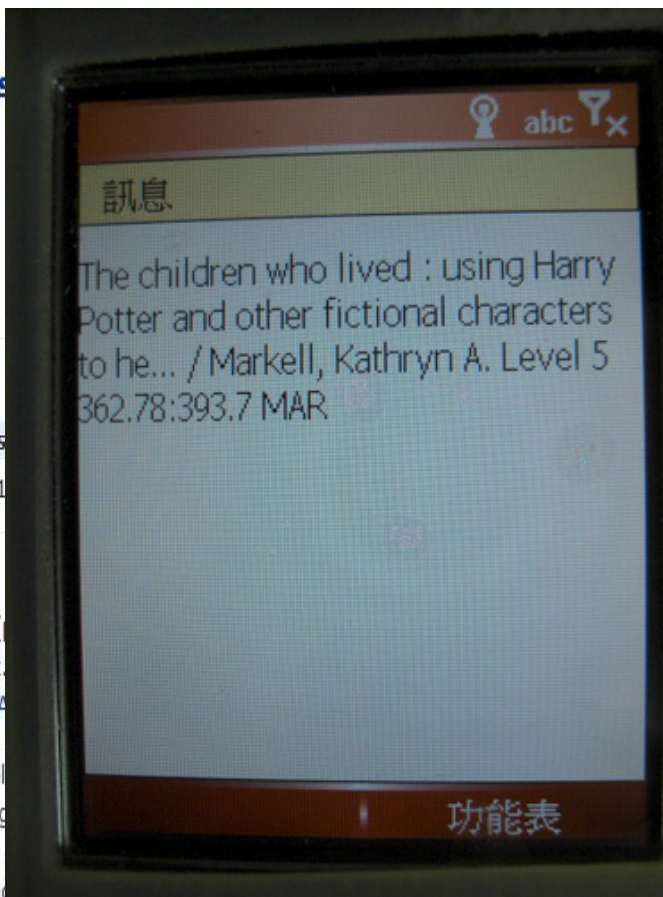 abc
訊息
The children who lived : using Harry
Potter and other fictional characters
to he... / Markell, Kathryn A. Level 5
362.78:393.7 MAR
功能表